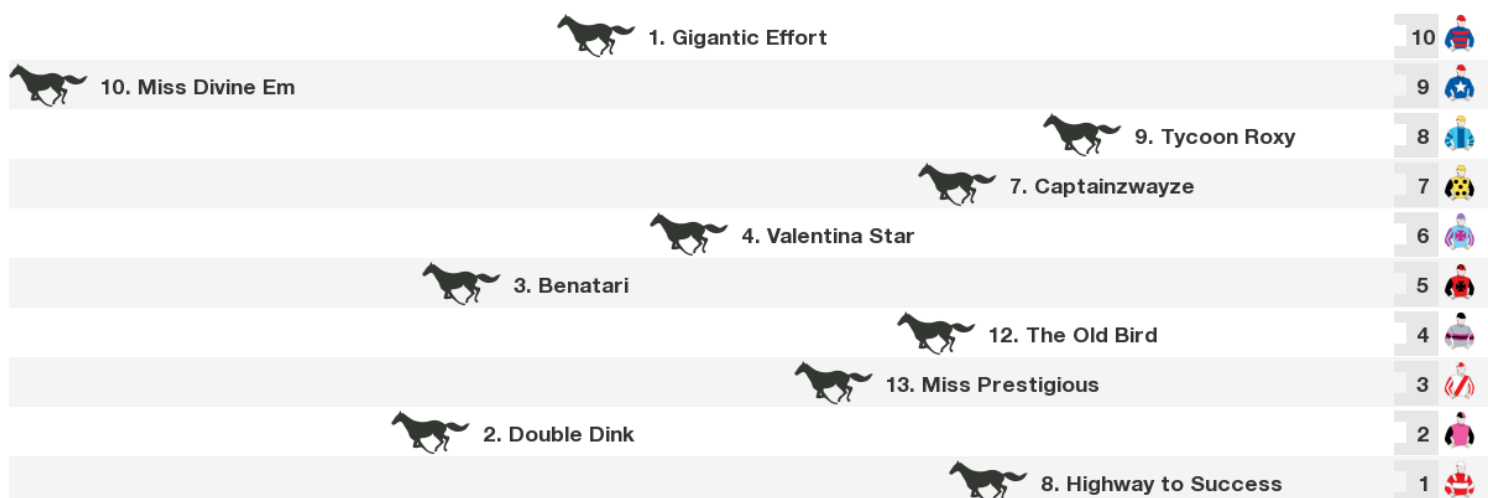 1. Gigantic Effort 10
10. Miss Divine Em 9
9. Tycoon Roxy 8
7. Captainzwayze 7
4. Valentina Star 6
3. Benatari 5
12. The Old Bird 4
13. Miss Prestigious 3
2. Double Dink 2
8. Highway to Success 1